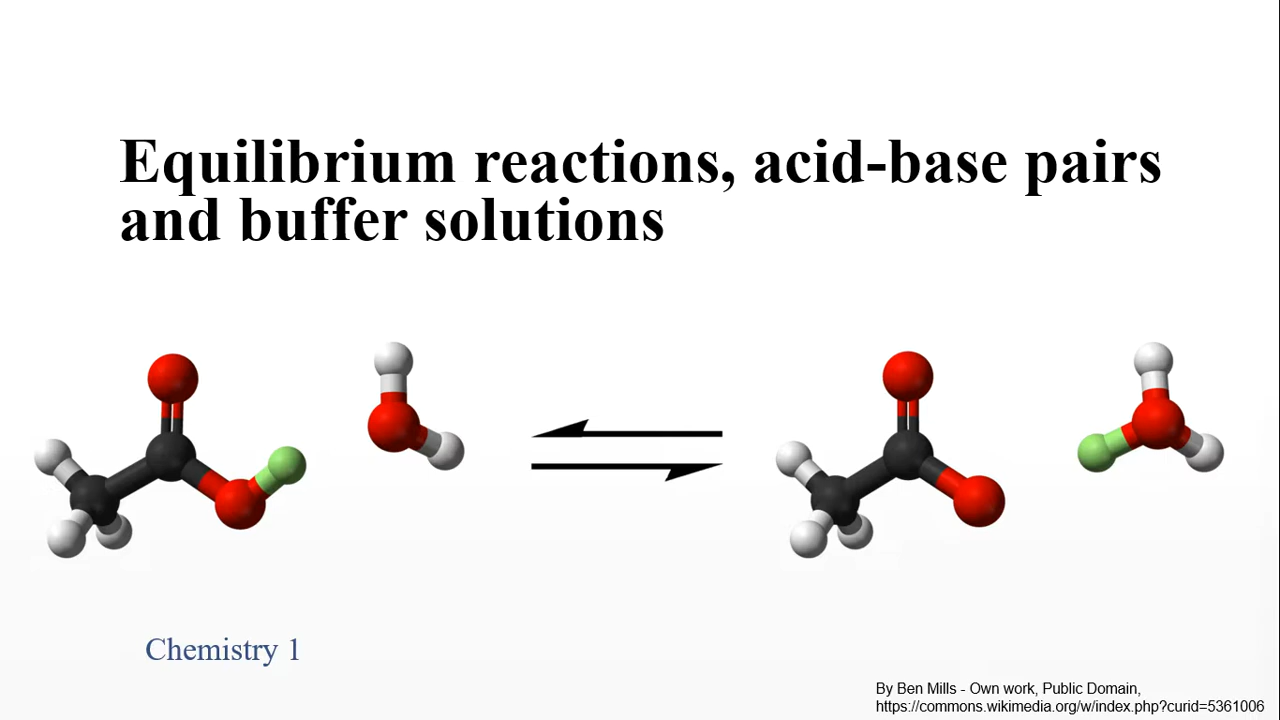 Equilibrium reactions, acid-base pairs
and buffer solutions
Chemistry 1
By Ben Mills - Own work, Public Domain,
https://commons.wikimedia.org/w/index.php?curid=5361006